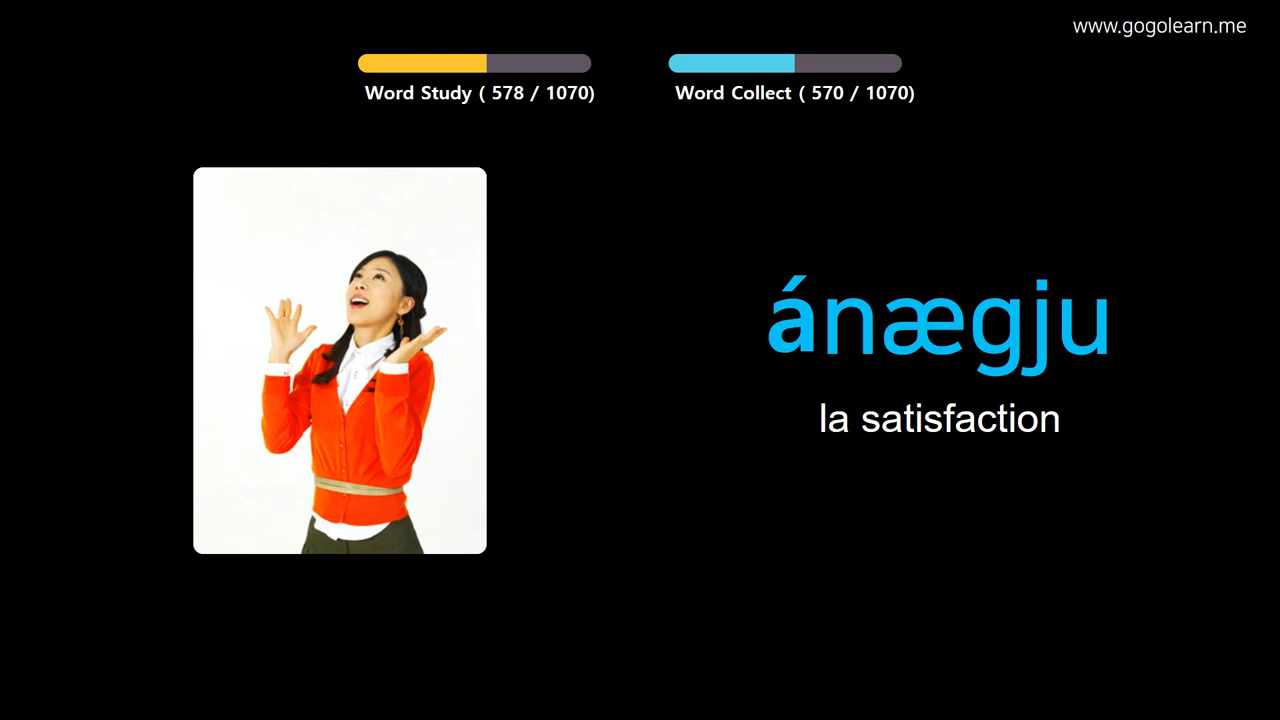 www.gogolearn.me
Word Study ( 578 / 1070)
Word Collect ( 570 / 1070)
ánægju
la satisfaction